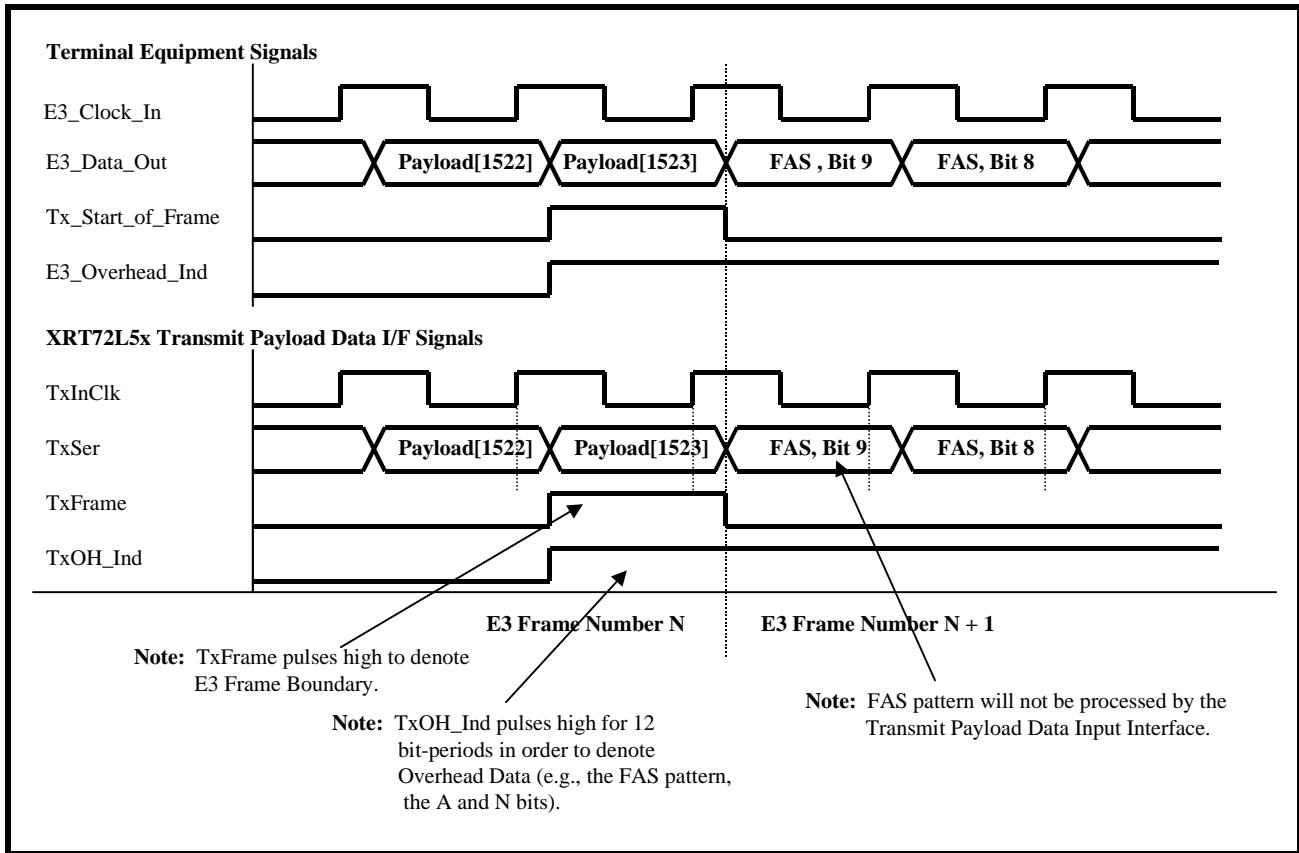 Terminal Equipment Signals
E3_Clock_In
E3_Data_Out
Payload[1522] Payload[1523] FAS , Bit 9 FAS, Bit 8
Tx_Start_of_Frame
E3_Overhead_Ind
XRT72L5x Transmit Payload Data I/F Signals
TxInClk
TxSer
Payload[1522] Payload[1523] FAS, Bit 9 FAS, Bit 8
TxFrame
TxOH_Ind
E3 Frame Number N E3 Frame Number N + 1
Note: TxFrame pulses high to denote
E3 Frame Boundary.
Note: TxOH_Ind pulses high for 12
bit-periods in order to denote
Overhead Data (e.g., the FAS pattern,
the A and N bits).
Note: FAS pattern will not be processed by the
Transmit Payload Data Input Interface.